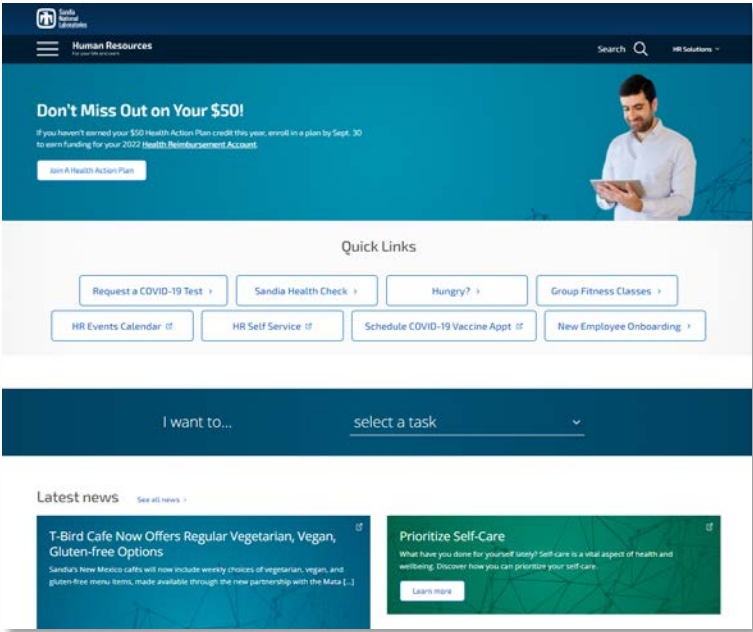 Sandia
National
Laboratories
Human Resources
For your life and work
Search
HR Solutions
Don't Miss Out on Your $50!
If you haven't earned your $50 Health Action Plan credit this year, enroll in a plan by Sept. 30
to earn funding for your 2022 Health Reimbursement Account.
Join A Health Action Plan
Quick Links
Request a COVID-19 Test
Sandia Health Check
Hungry?
Group Fitness Classes
HR Events Calendar
HR Self Service
Schedule COVID-19 Vaccine Appt
New Employee Onboarding
I want to...
select a task
Latest news
See all news
T-Bird Cafe Now Offers Regular Vegetarian, Vegan,
Gluten-free Options
Sandia's New Mexico cafés will now include weekly choices of vegetarian, vegan, and
gluten-free menu items, made available through the new partnership with the Mata [...]
Prioritize Self-Care
What have you done for yourself lately? Self-care is a vital aspect of health and
wellbeing. Discover how you can prioritize your self-care.
Learn more